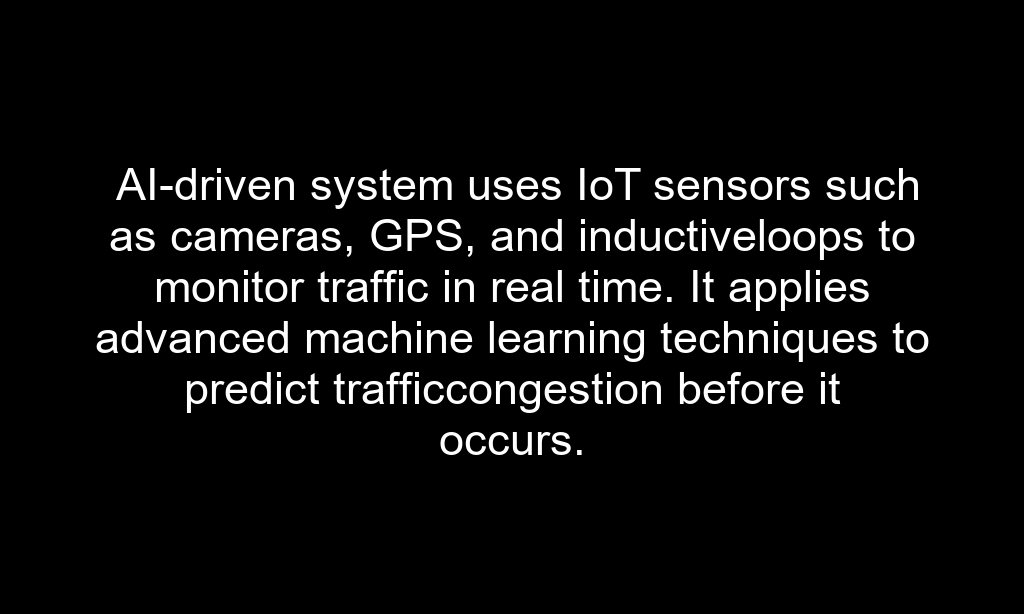 AI-driven system uses IoT sensors such
as cameras, GPS, and inductiveloops to
monitor traffic in real time. It applies
advanced machine learning techniques to
predict trafficcongestion before it
occurs.